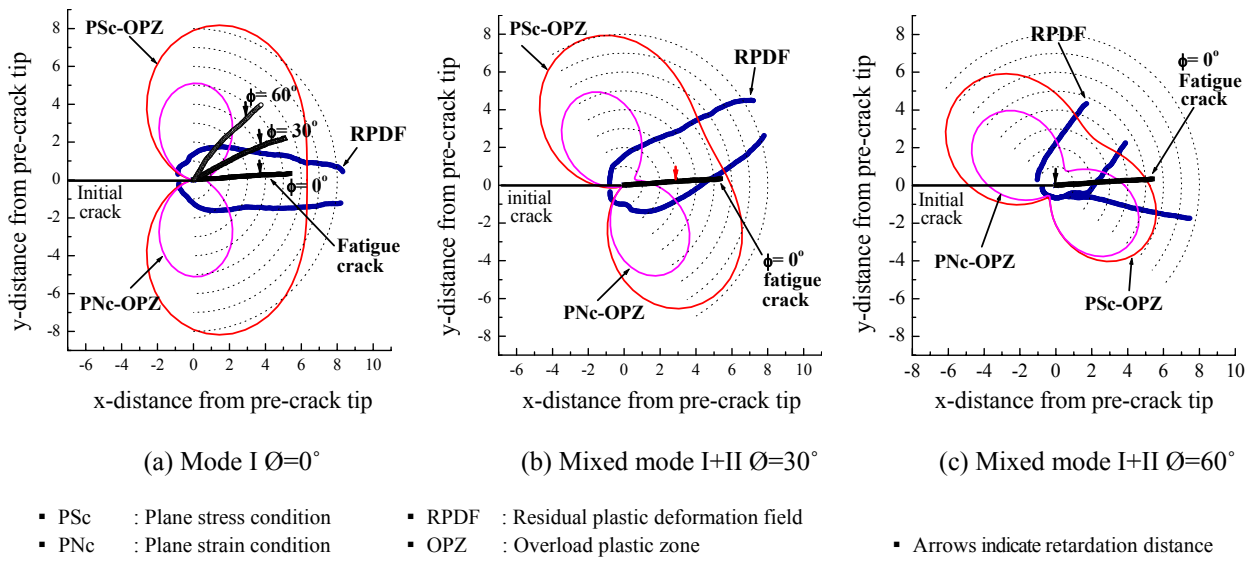 PSc-OPZ
ϕ= 60°
ϕ= 30°
RPDF
ϕ= 0°
Initial
crack
Fatigue
crack
PNc-OPZ
y-distance from pre-crack tip
8
6
4
2
0
-2
-4
-6
-8
-6 -4 -2 0 2 4 6 8 10
x-distance from pre-crack tip
(a) Mode I Ø=0˚
PSc-OPZ
RPDF
initial
crack
ϕ= 0°
fatigue
crack
PNc-OPZ
y-distance from pre-crack tip
8
6
4
2
0
-2
-4
-6
-8
-6 -4 -2 0 2 4 6 8 10
x-distance from pre-crack tip
(b) Mixed mode I+II Ø=30˚
RPDF
ϕ= 0°
Fatigue
crack
Initial
crack
PNc-OPZ
PSc-OPZ
y-distance from pre-crack tip
8
6
4
2
0
-2
-4
-6
-8
-8 -6 -4 -2 0 2 4 6 8 10
x-distance from pre-crack tip
(c) Mixed mode I+II Ø=60˚
▪ PSc : Plane stress condition
▪ PNc : Plane strain condition
▪ RPDF : Residual plastic deformation field
▪ OPZ : Overload plastic zone
▪ Arrows indicate retardation distance